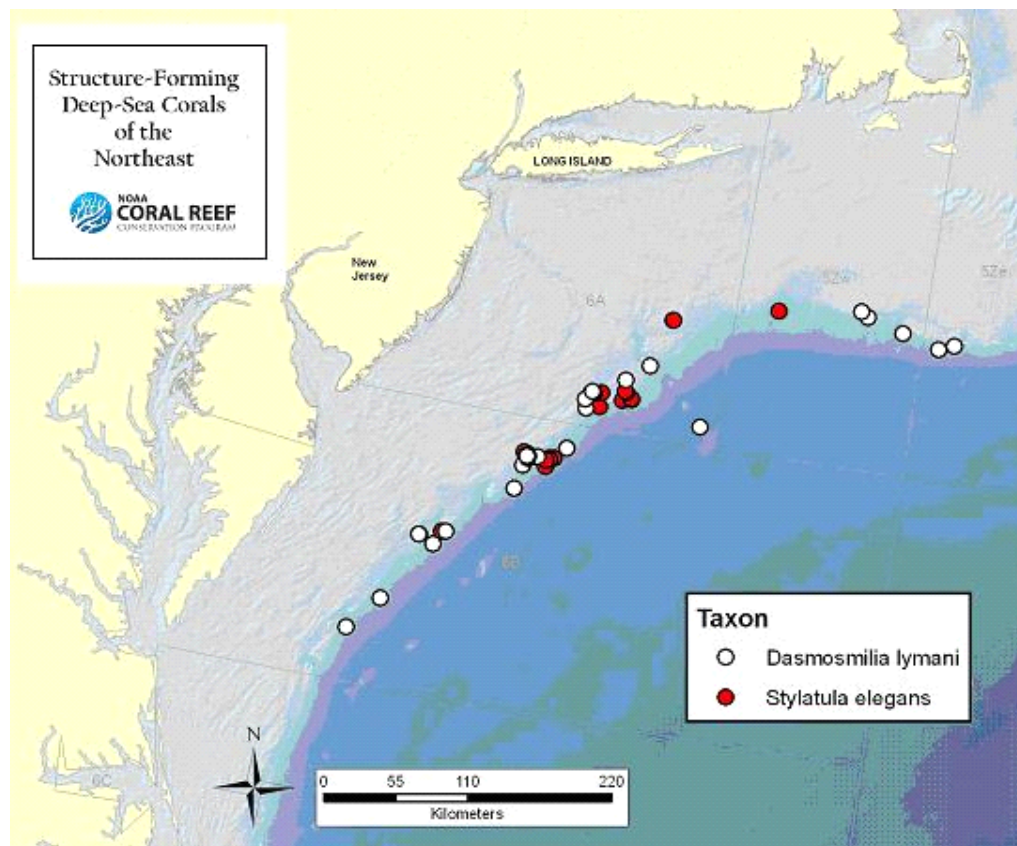 Structure-Forming
Deep-Sea Corals
of the
Northeast
NOAA
CORAL REEF
CONSERVATION PROGRAM
LONG ISLAND
New
Jersey
6A
5Zw
5Ze
6B
6C
Taxon
Dasmosmilia lymani
Stylatula elegans
N
0 55 110 220
Kilometers